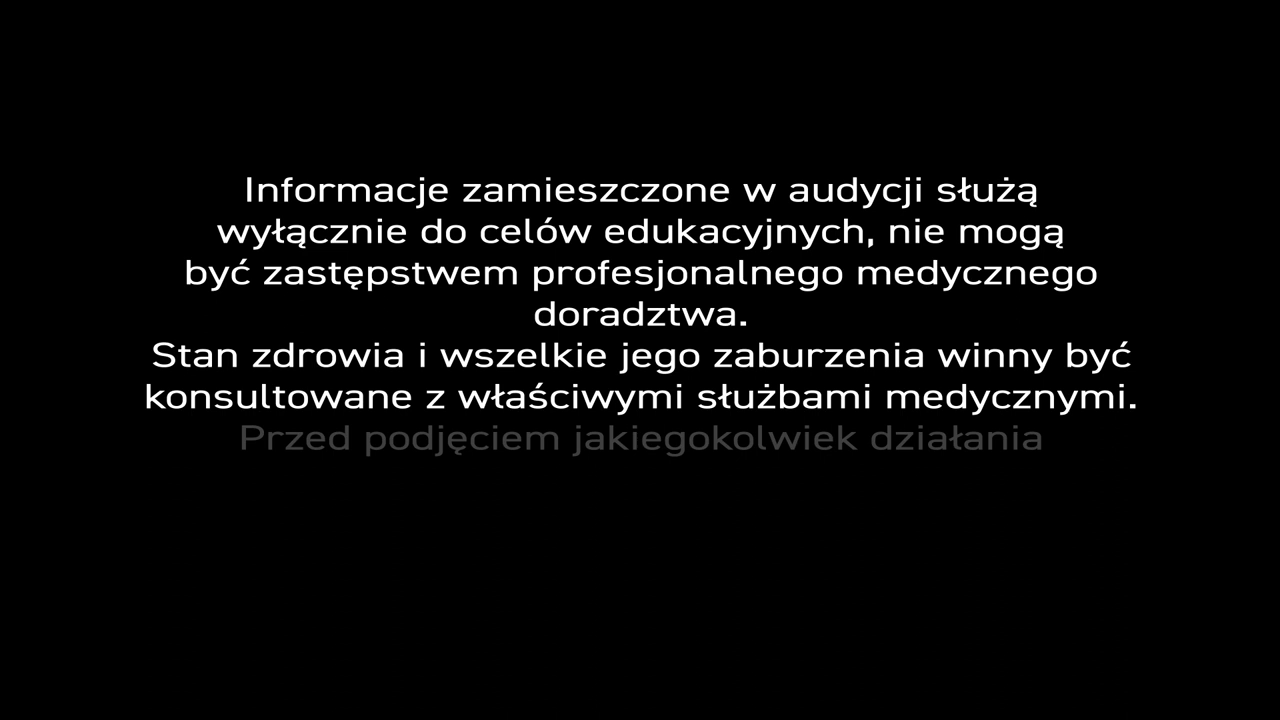 Informacje zamieszczone w audycji służą
wyłącznie do celów edukacyjnych, nie mogą
być zastępstwem profesjonalnego medycznego
doradztwa.
Stan zdrowia i wszelkie jego zaburzenia winny być
konsultowane z właściwymi służbami medycznymi.
Przed podjęciem jakiegokolwiek działania